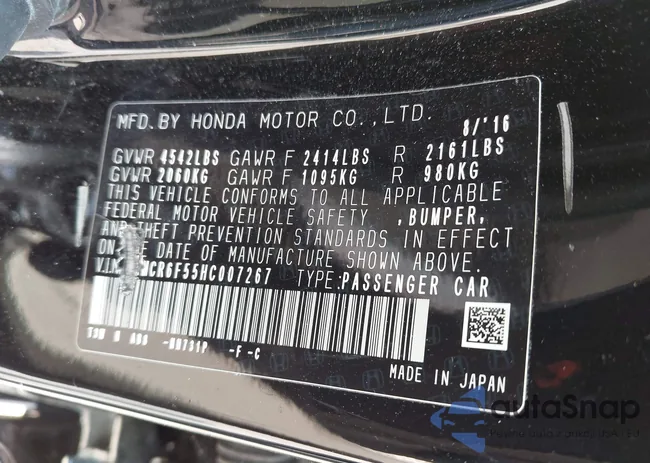 MFD. BY HONDA MOTOR CO., LTD. 8/'16
GVWR 4542LBS GAWR F 2414LBS R 2161LBS
GVWR 2060KG GAWR F 1095KG R 980KG
THIS VEHICLE CONFORMS TO ALL APPLICABLE
FEDERAL MOTOR VEHICLE SAFETY, BUMPER,
AND THEFT PREVENTION STANDARDS IN EFFECT
ON DATE OF MANUFACTURE SHOWN ABOVE.
V.I.N. CR6F55HC007267 TYPE: PASSENGER CAR
-NH731P -F -C
MADE IN JAPAN
autoSnap